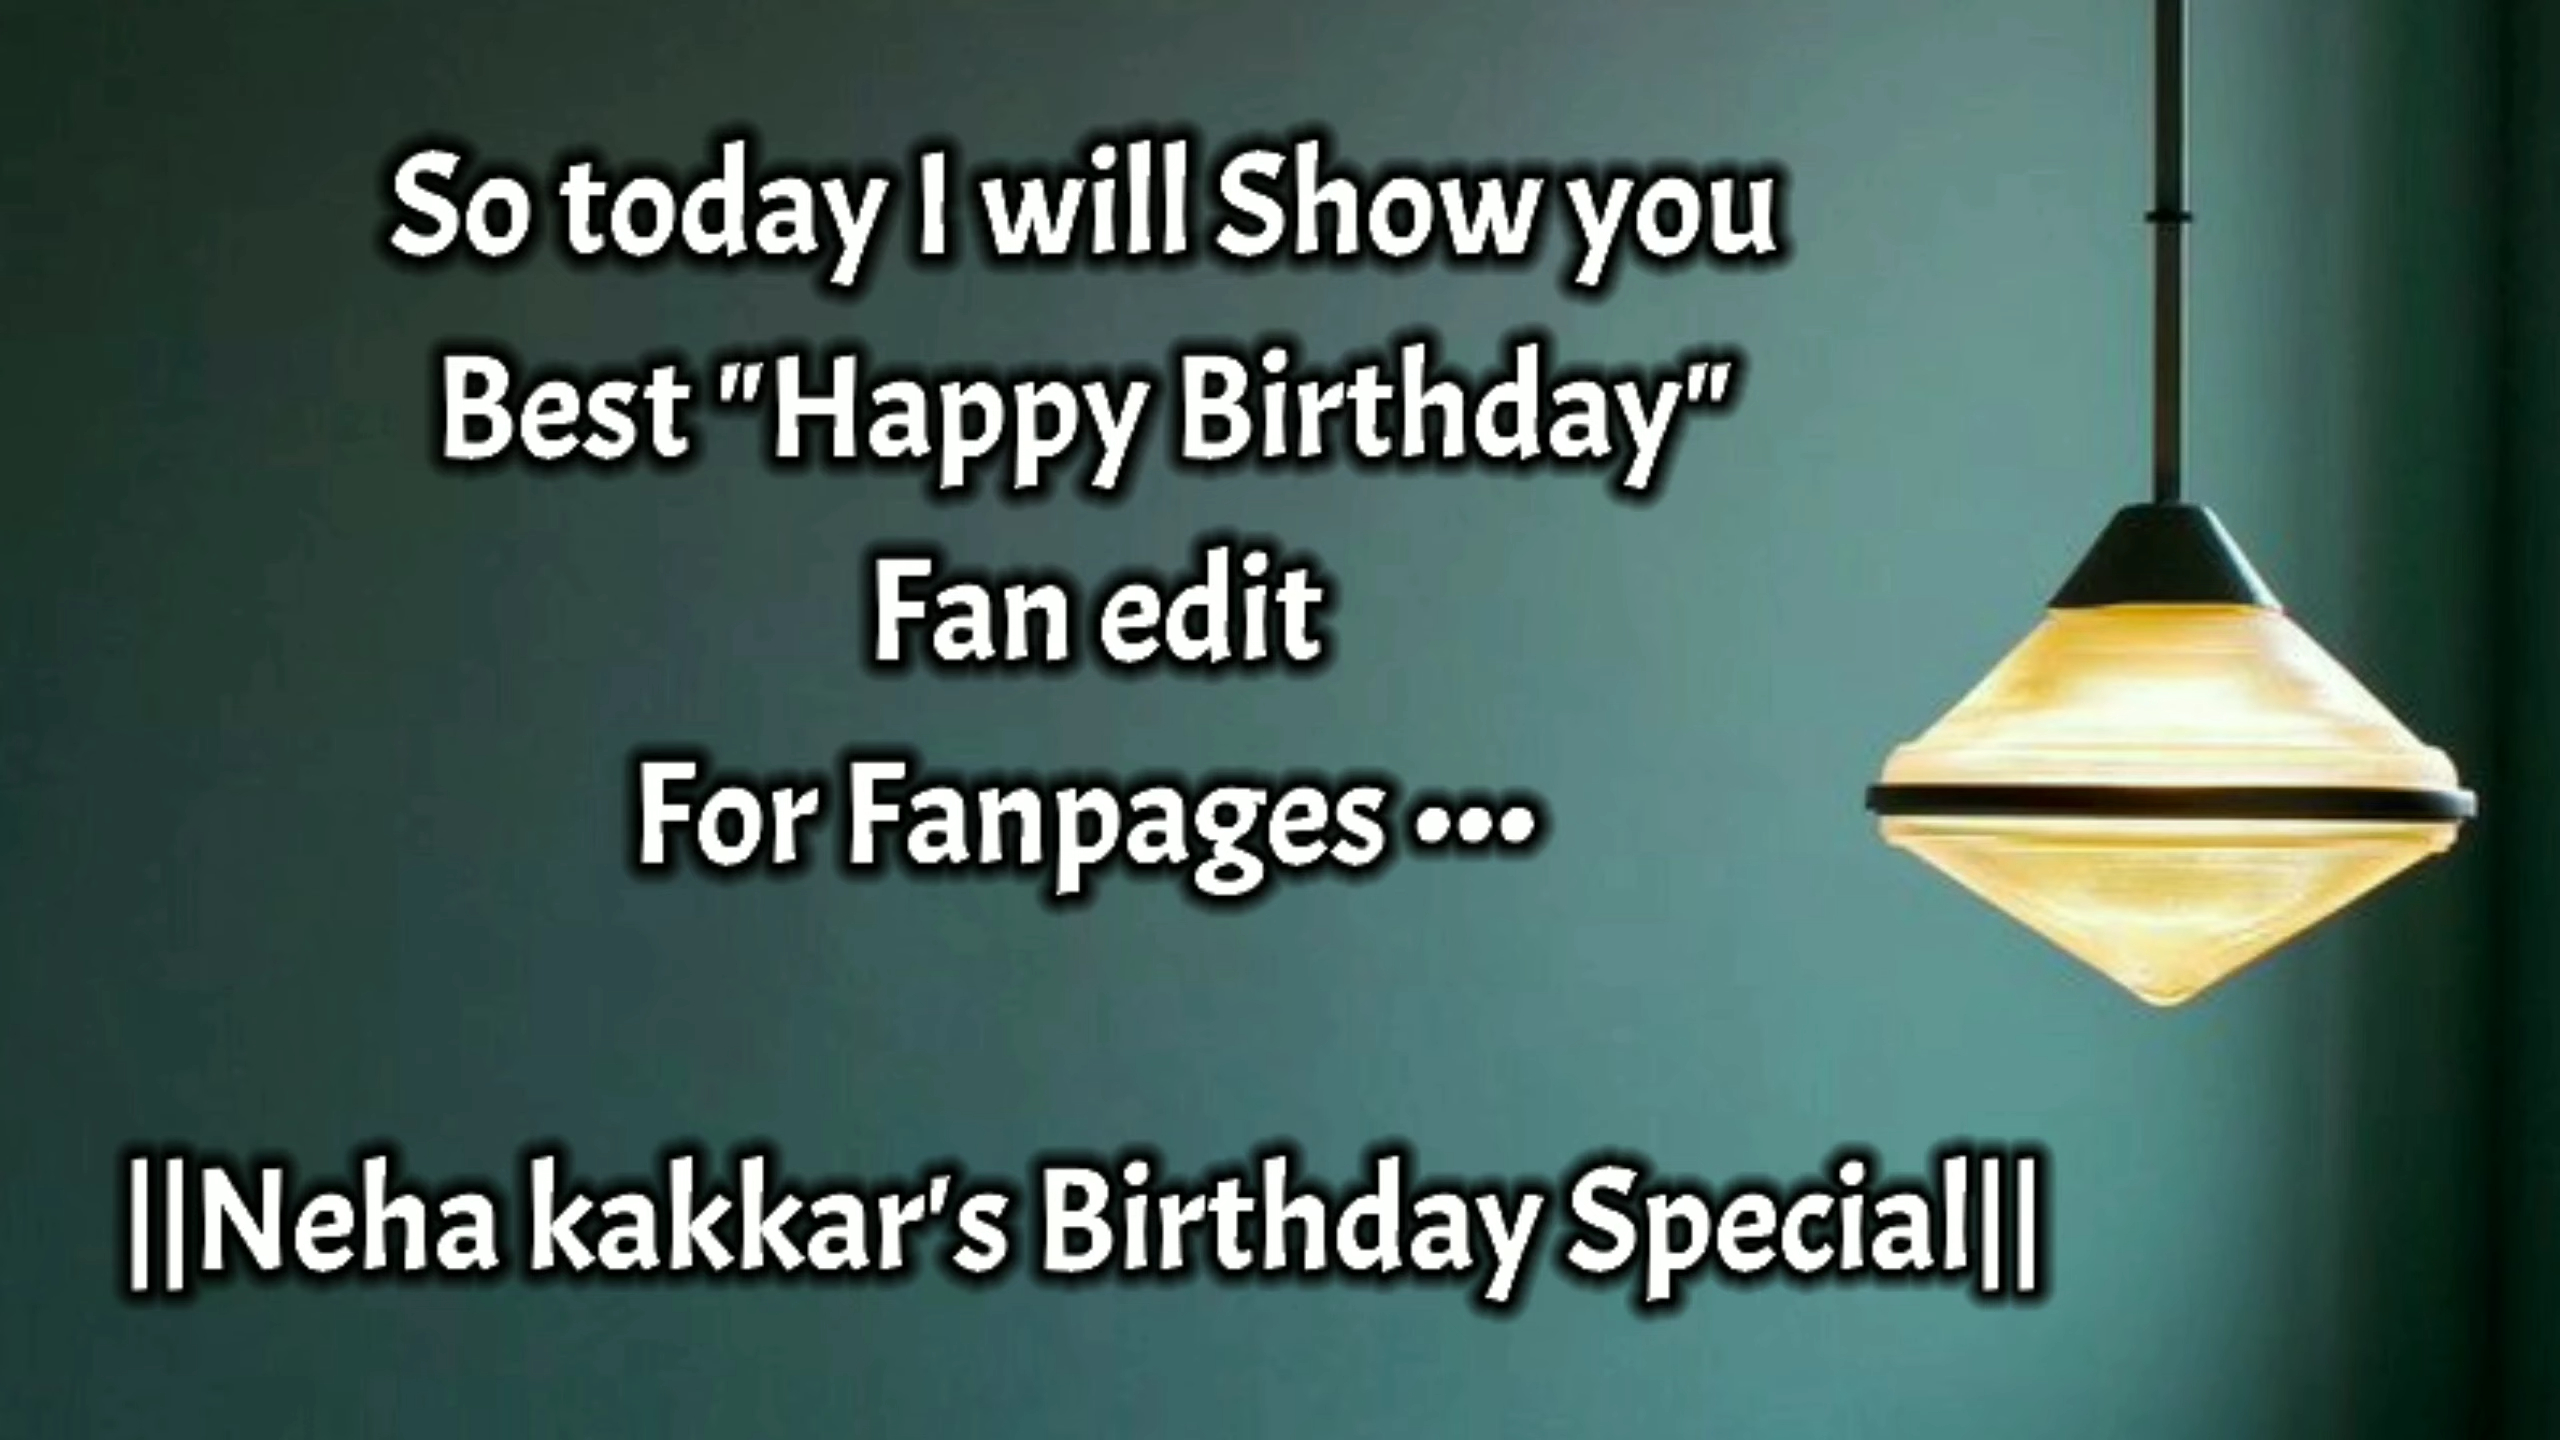 So today I will Show you
Best "Happy Birthday"
Fan edit
For Fanpages •••
||Neha kakkar's Birthday Special||